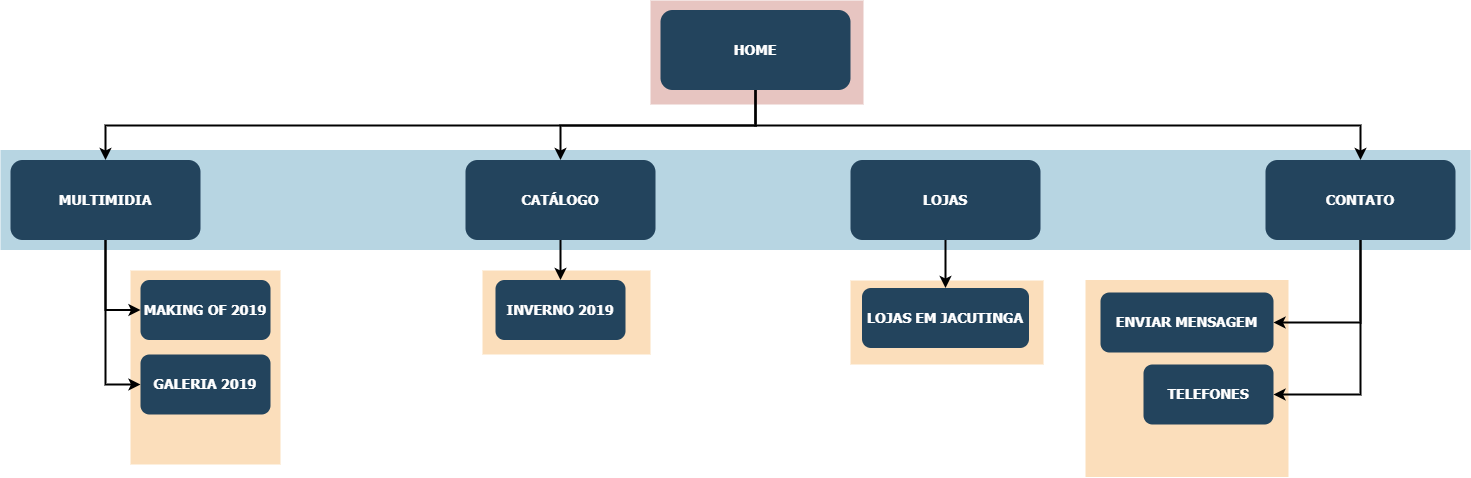 HOME
MULTIMIDIA
CATÁLOGO
LOJAS
CONTATO
MAKING OF 2019
INVERNO 2019
LOJAS EM JACUTINGA
ENVIAR MENSAGEM
GALERIA 2019
TELEFONES